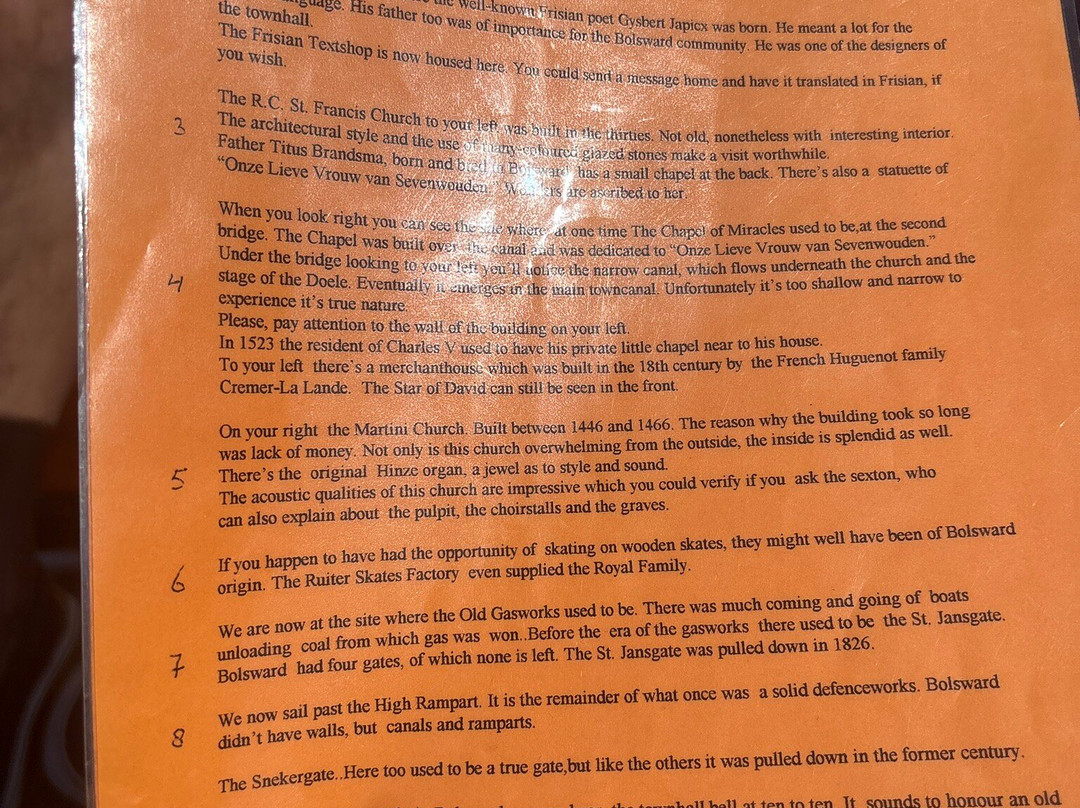 language. His father too was of importance for the Bolsward community. He was one of the designers of
the well-known Frisian poet Gysbert Japicx was born. He meant a lot for the
the townhall.
The Frisian Textshop is now housed here. You could send a message home and have it translated in Frisian, if
you wish.
3
The R.C. St. Francis Church to your left was built in the thirties. Not old, nonetheless with interesting interior.
The architectural style and the use of many-coloured glazed stones make a visit worthwhile.
Father Titus Brandsma, born and bred in Bolsward has a small chapel at the back. There's also a statuette of
"Onze Lieve Vrouw van Sevenwouden." Wonders are ascribed to her.
When you look right you can see the site where at one time The Chapel of Miracles used to be,at the second
bridge. The Chapel was built over the canal and was dedicated to "Onze Lieve Vrouw van Sevenwouden."
4
Under the bridge looking to your left you'll notice the narrow canal, which flows underneath the church and the
stage of the Doele. Eventually it emerges in the main towncanal. Unfortunately it's too shallow and narrow to
experience it's true nature.
Please, pay attention to the wall of the building on your left.
In 1523 the resident of Charles V used to have his private little chapel near to his house.
To your left there's a merchanthouse which was built in the 18th century by the French Huguenot family
Cremer-La Lande. The Star of David can still be seen in the front.
On your right the Martini Church. Built between 1446 and 1466. The reason why the building took so long
was lack of money. Not only is this church overwhelming from the outside, the inside is splendid as well.
5
There's the original Hinze organ, a jewel as to style and sound.
The acoustic qualities of this church are impressive which you could verify if you ask the sexton, who
can also explain about the pulpit, the choirstalls and the graves.
6
If you happen to have had the opportunity of skating on wooden skates, they might well have been of Bolsward
origin. The Ruiter Skates Factory even supplied the Royal Family.
We are now at the site where the Old Gasworks used to be. There was much coming and going of boats
unloading coal from which gas was won..Before the era of the gasworks there used to be the St. Jansgate.
7
Bolsward had four gates, of which none is left. The St. Jansgate was pulled down in 1826.
We now sail past the High Rampart. It is the remainder of what once was a solid defenceworks. Bolsward
8
didn't have walls, but canals and ramparts.
The Snekergate..Here too used to be a true gate,but like the others it was pulled down in the former century.
the townhall bell at ten to ten. It sounds to honour an old